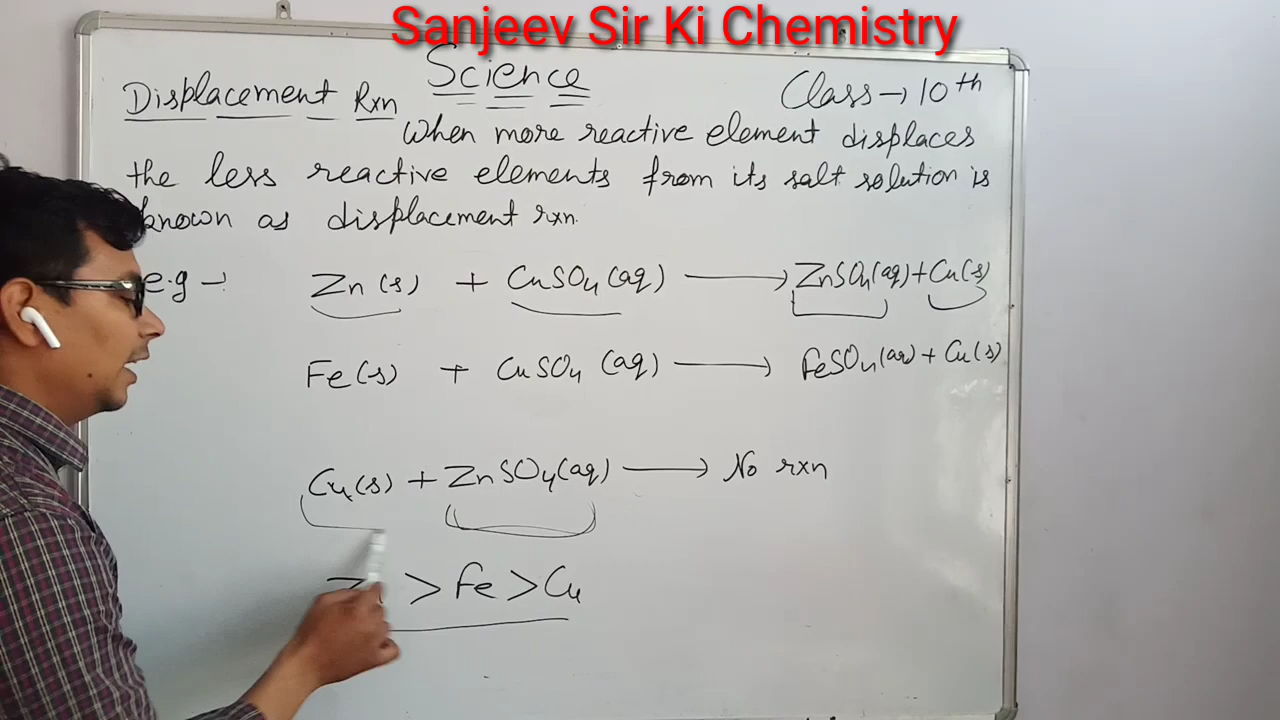 Sanjeev Sir Ki Chemistry
Science
Displacement Rxn
Class → 10th
When more reactive element displaces
the less reactive elements from its salt solution is
known as displacement rxn.
e.g → Zn (s) + CuSO4 (aq) → ZnSO4 (aq) + Cu (s)
Fe (s) + CuSO4 (aq) → FeSO4 (aq) + Cu (s)
Cu (s) + ZnSO4 (aq) → No rxn
> Fe > Cu